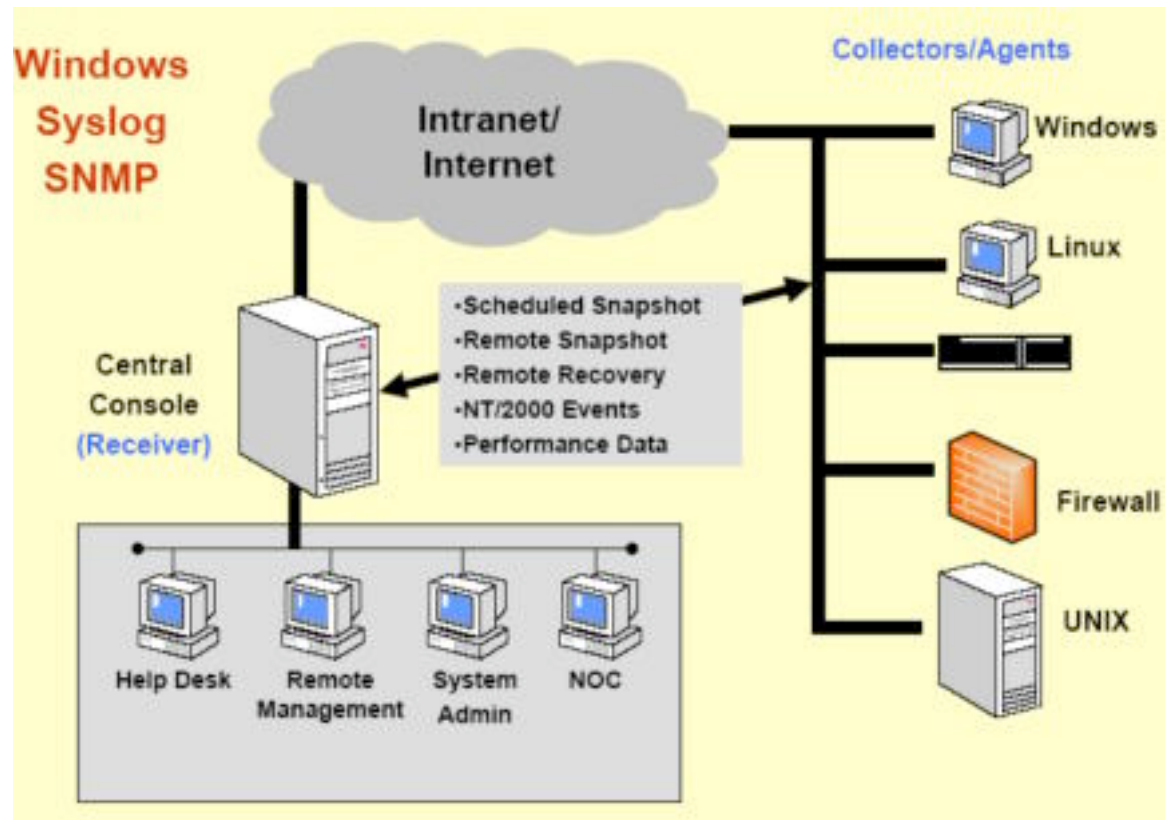 Windows
Syslog
SNMP
Intranet/
Internet
Collectors/Agents
Windows
Linux
Firewall
UNIX
•Scheduled Snapshot
•Remote Snapshot
•Remote Recovery
•NT/2000 Events
•Performance Data
Central
Console
(Receiver)
Help Desk
Remote
Management
System
Admin
NOC